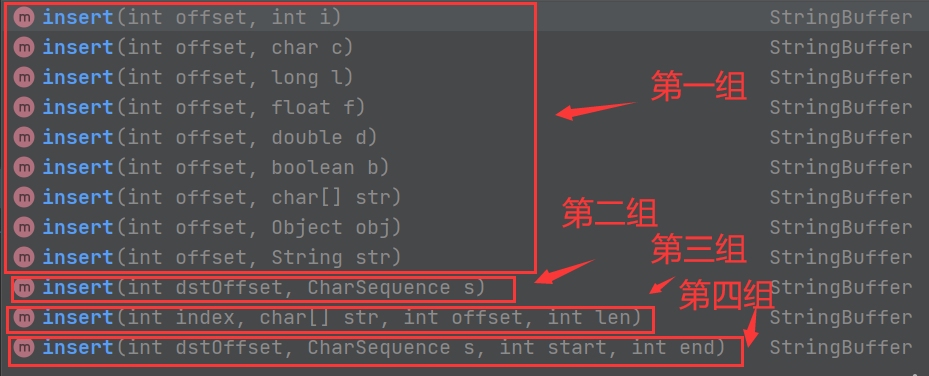 m insert(int offset, int i) StringBuffer
m insert(int offset, char c) StringBuffer
m insert(int offset, long l) StringBuffer
m insert(int offset, float f) StringBuffer
第一组
m insert(int offset, double d) StringBuffer
m insert(int offset, boolean b) StringBuffer
m insert(int offset, char[] str) StringBuffer
第二组
m insert(int offset, Object obj) StringBuffer
第三组
m insert(int offset, String str) StringBuffer
m insert(int dstOffset, CharSequence s) StringBuffer
第四组
m insert(int index, char[] str, int offset, int len) StringBuffer
m insert(int dstOffset, CharSequence s, int start, int end) StringBuffer